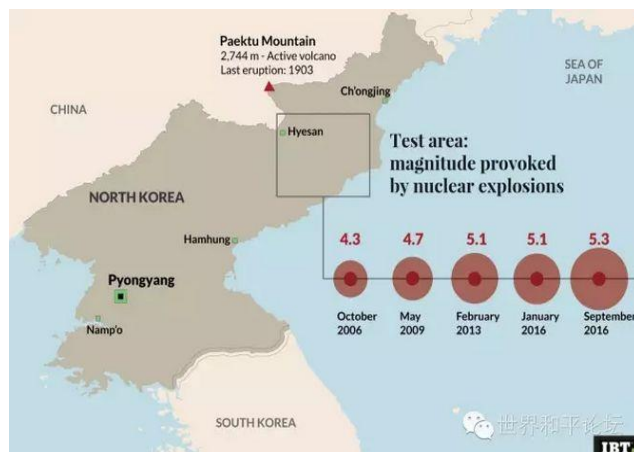 Paektu Mountain
2,744 m - Active volcano
Last eruption: 1903
SEA OF
JAPAN
CHINA
Ch'ongjing
Hyesan
Test area:
magnitude provoked
by nuclear explosions
NORTH KOREA
Hamhung
4.3 4.7 5.1 5.1 5.3
Pyongyang
October May February January September
2006 2009 2013 2016 2016
Namp'o
SOUTH KOREA
世界和平论坛
IBT